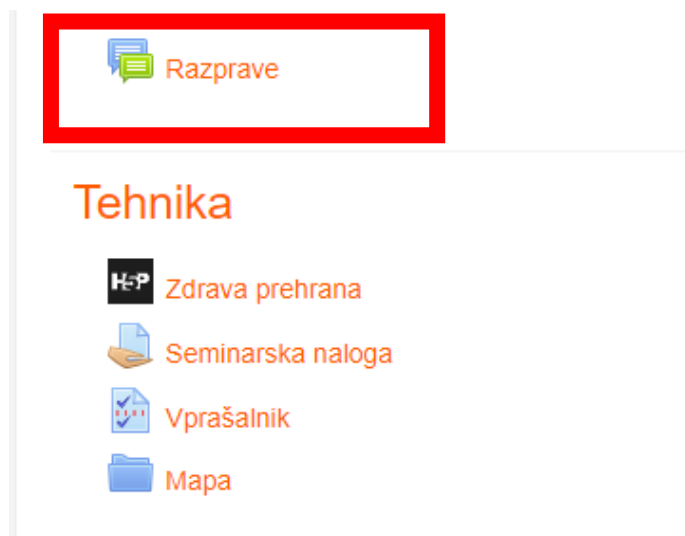 Razprave
Tehnika
H5P Zdrava prehrana
Seminarska naloga
Vprašalnik
Mapa